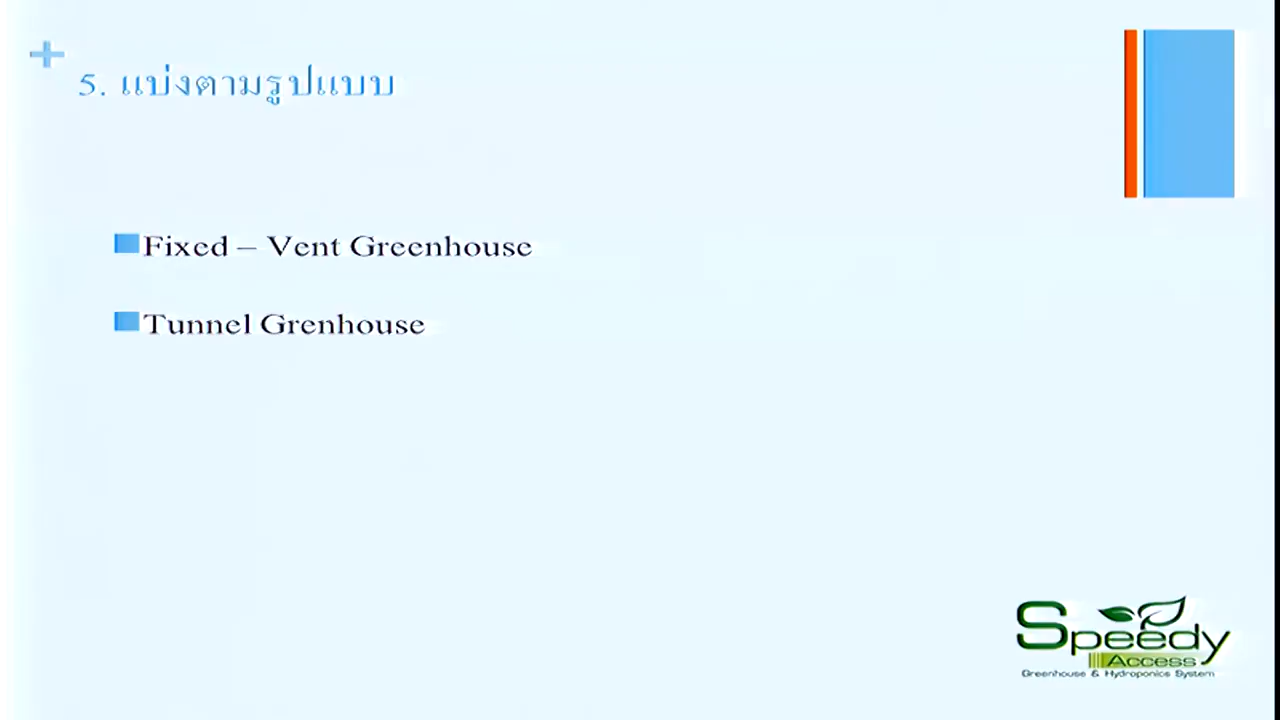 5. แบ่งตามรูปแบบ
Fixed – Vent Greenhouse
Tunnel Grenhouse
Speedy
Access
Greenhouse & Hydroponics System